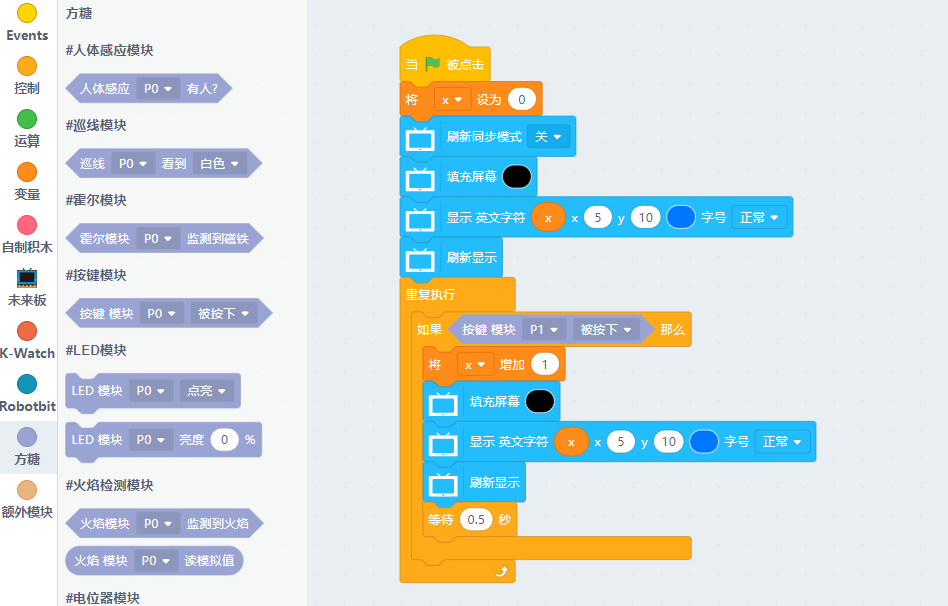 Events
控制
运算
变量
自制积木
未来板
K-Watch
Robotbit
方糖
额外模块
方糖
#人体感应模块
人体感应 P0 有人?
#巡线模块
巡线 P0 看到 白色
#霍尔模块
霍尔模块 P0 监测到磁铁
#按键模块
按键 模块 P0 被按下
#LED模块
LED 模块 P0 点亮
LED 模块 P0 亮度 0 %
#火焰检测模块
火焰模块 P0 监测到火焰
火焰 模块 P0 读模拟值
#电位器模块
当 被点击
将 x 设为 0
刷新同步模式 关
填充屏幕
显示 英文字符 x x 5 y 10 字号 正常
刷新显示
重复执行
如果 按键 模块 P1 被按下 那么
将 x 增加 1
填充屏幕
显示 英文字符 x x 5 y 10 字号 正常
刷新显示
等待 0.5 秒